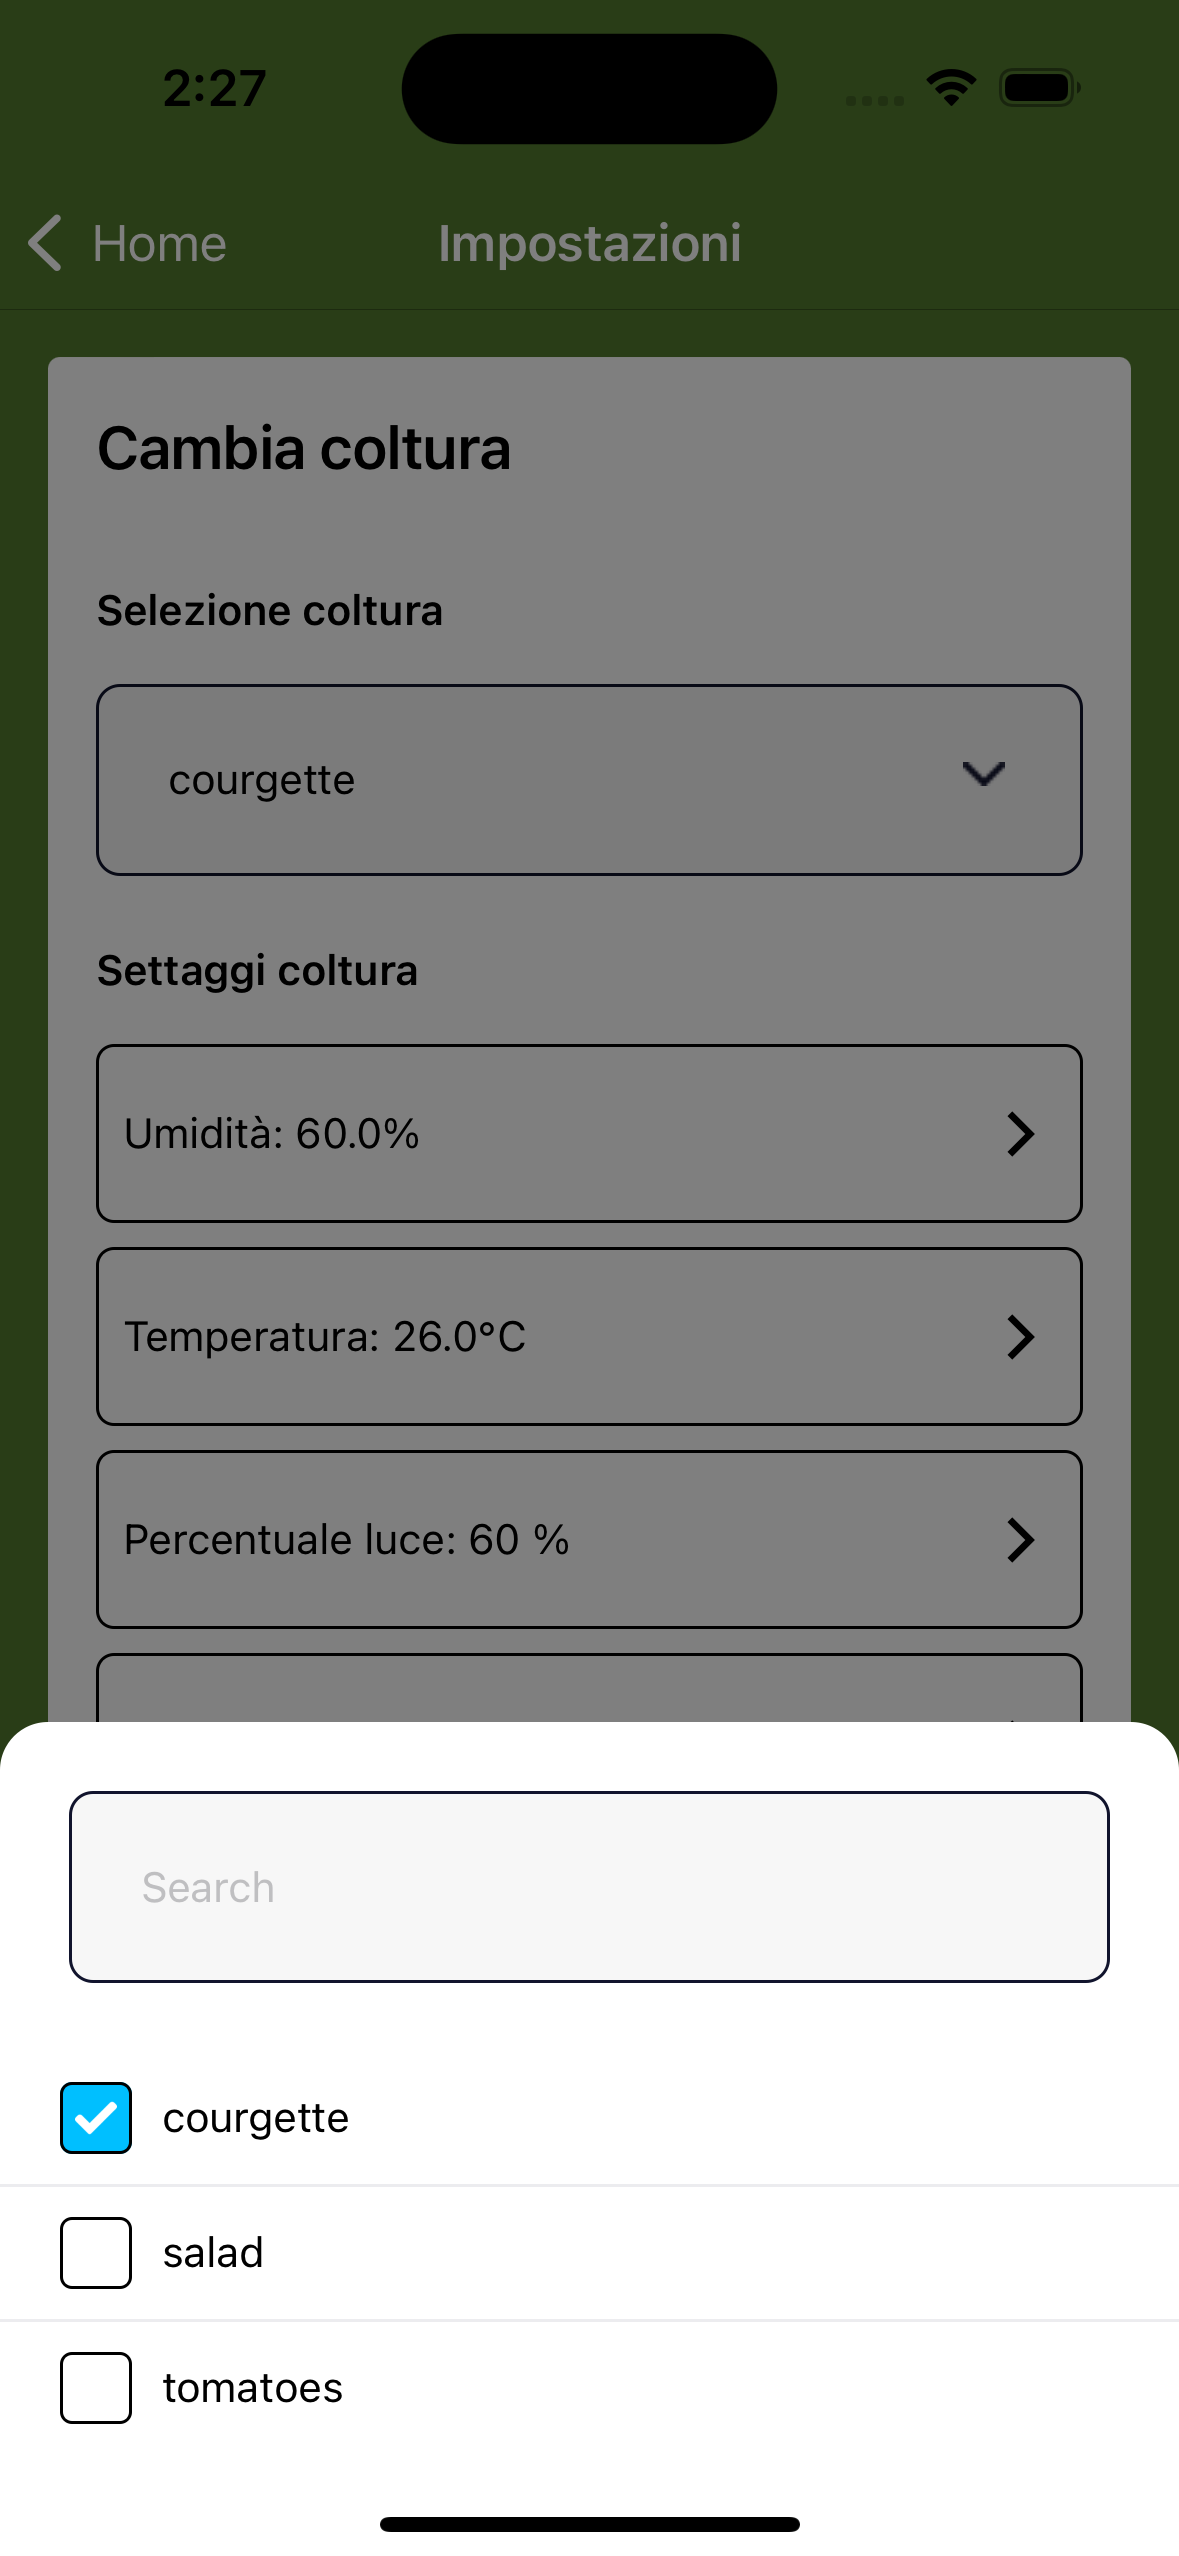 2:27
Home
Impostazioni
Cambia coltura
Selezione coltura
courgette
Settaggi coltura
Umidità: 60.0%
Temperatura: 26.0°C
Percentuale luce: 60 %
Search
courgette
salad
tomatoes